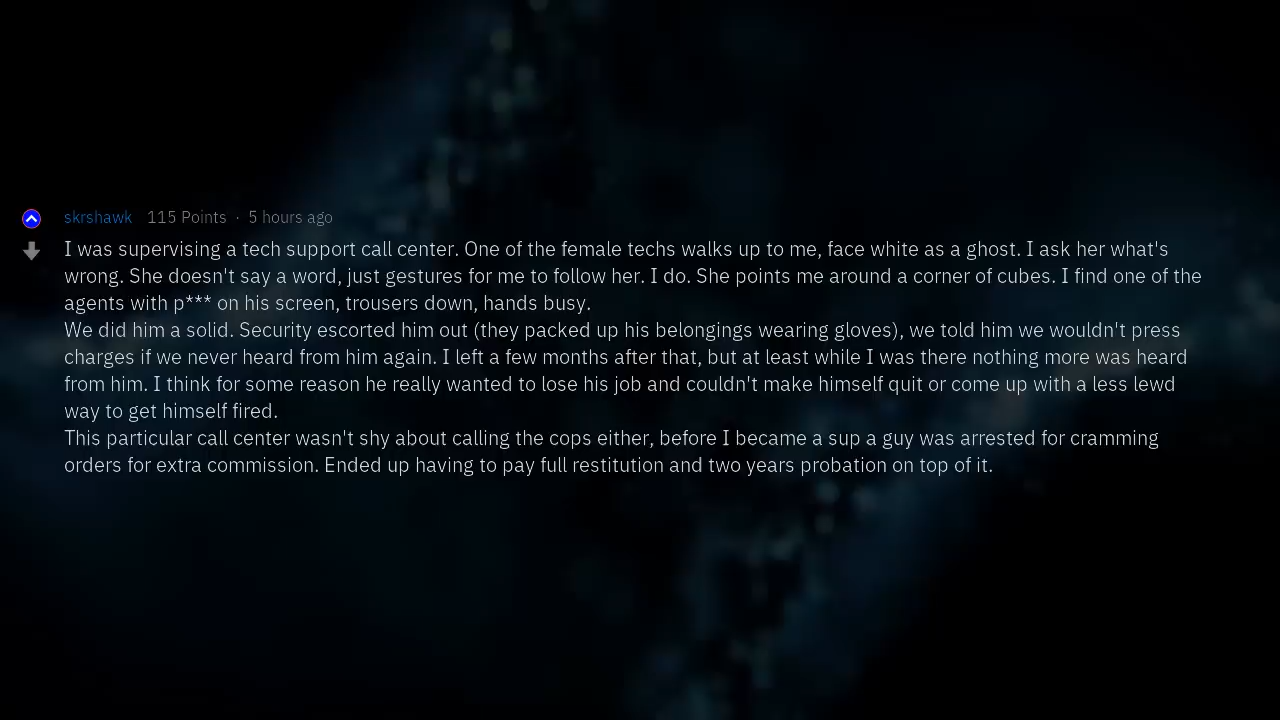 skrshawk 115 Points · 5 hours ago
I was supervising a tech support call center. One of the female techs walks up to me, face white as a ghost. I ask her what's
wrong. She doesn't say a word, just gestures for me to follow her. I do. She points me around a corner of cubes. I find one of the
agents with p*** on his screen, trousers down, hands busy.
We did him a solid. Security escorted him out (they packed up his belongings wearing gloves), we told him we wouldn't press
charges if we never heard from him again. I left a few months after that, but at least while I was there nothing more was heard
from him. I think for some reason he really wanted to lose his job and couldn't make himself quit or come up with a less lewd
way to get himself fired.
This particular call center wasn't shy about calling the cops either, before I became a sup a guy was arrested for cramming
orders for extra commission. Ended up having to pay full restitution and two years probation on top of it.